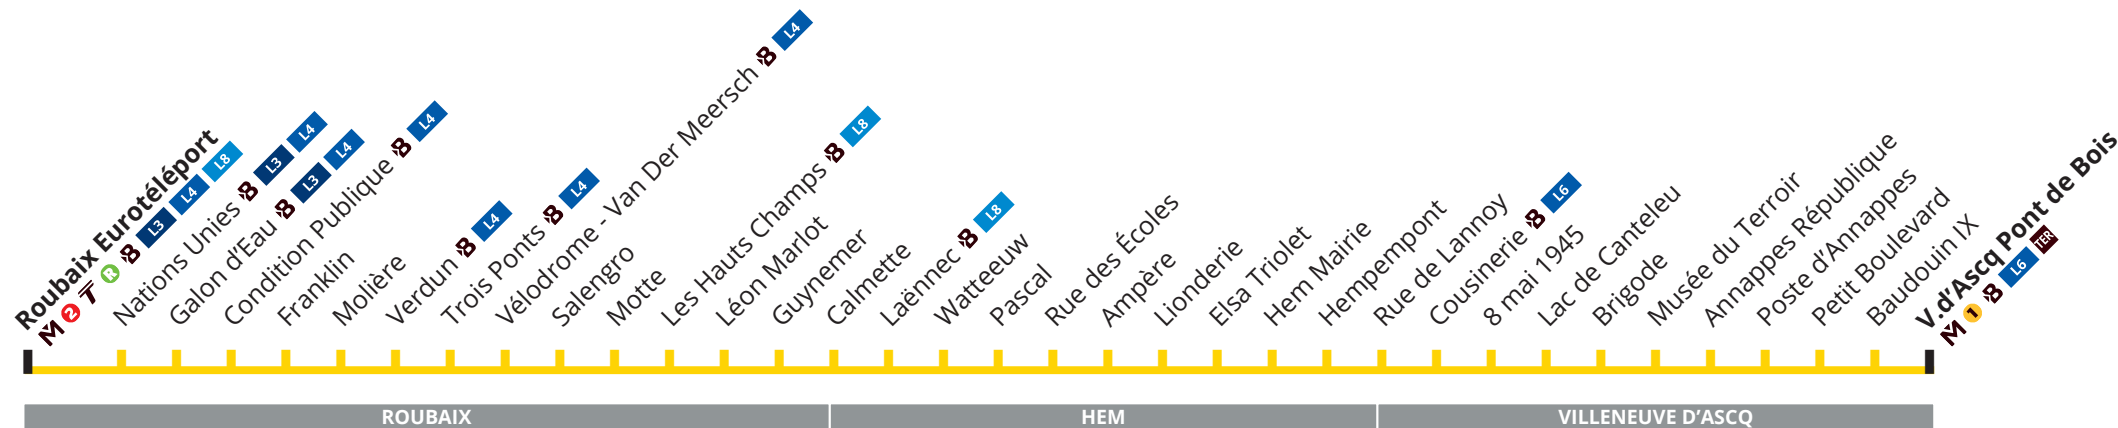 Roubaix Eurotéléport
M 2 T R B L3 L4 L8
Nations Unies B L3 L4
Galon d'Eau B L3 L4
Condition Publique B L4
Franklin
Molière
Verdun B L4
Trois Ponts B L4
Vélodrome - Van Der Meersch B L4
Salengro
Motte
Les Hauts Champs B L8
Léon Marlot
Guynemer
Calmette
Laënnec B L8
Watteeuw
Pascal
Rue des Écoles
Ampère
Lionderie
Elsa Triolet
Hem Mairie
Hempempont
Rue de Lannoy
Cousinerie B L6
8 mai 1945
Lac de Canteleu
Brigode
Musée du Terroir
Annappes République
Poste d'Annappes
Petit Boulevard
Baudouin IX
V.d'Ascq Pont de Bois
M 1 B L6 TER
ROUBAIX
HEM
VILLENEUVE D'ASCQ